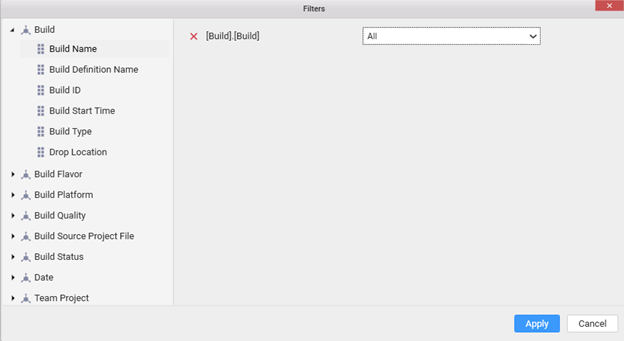 Filters
Build
Build Name
Build Definition Name
Build ID
Build Start Time
Build Type
Drop Location
Build Flavor
Build Platform
Build Quality
Build Source Project File
Build Status
Date
Team Project
[Build].[Build]
All
Apply
Cancel